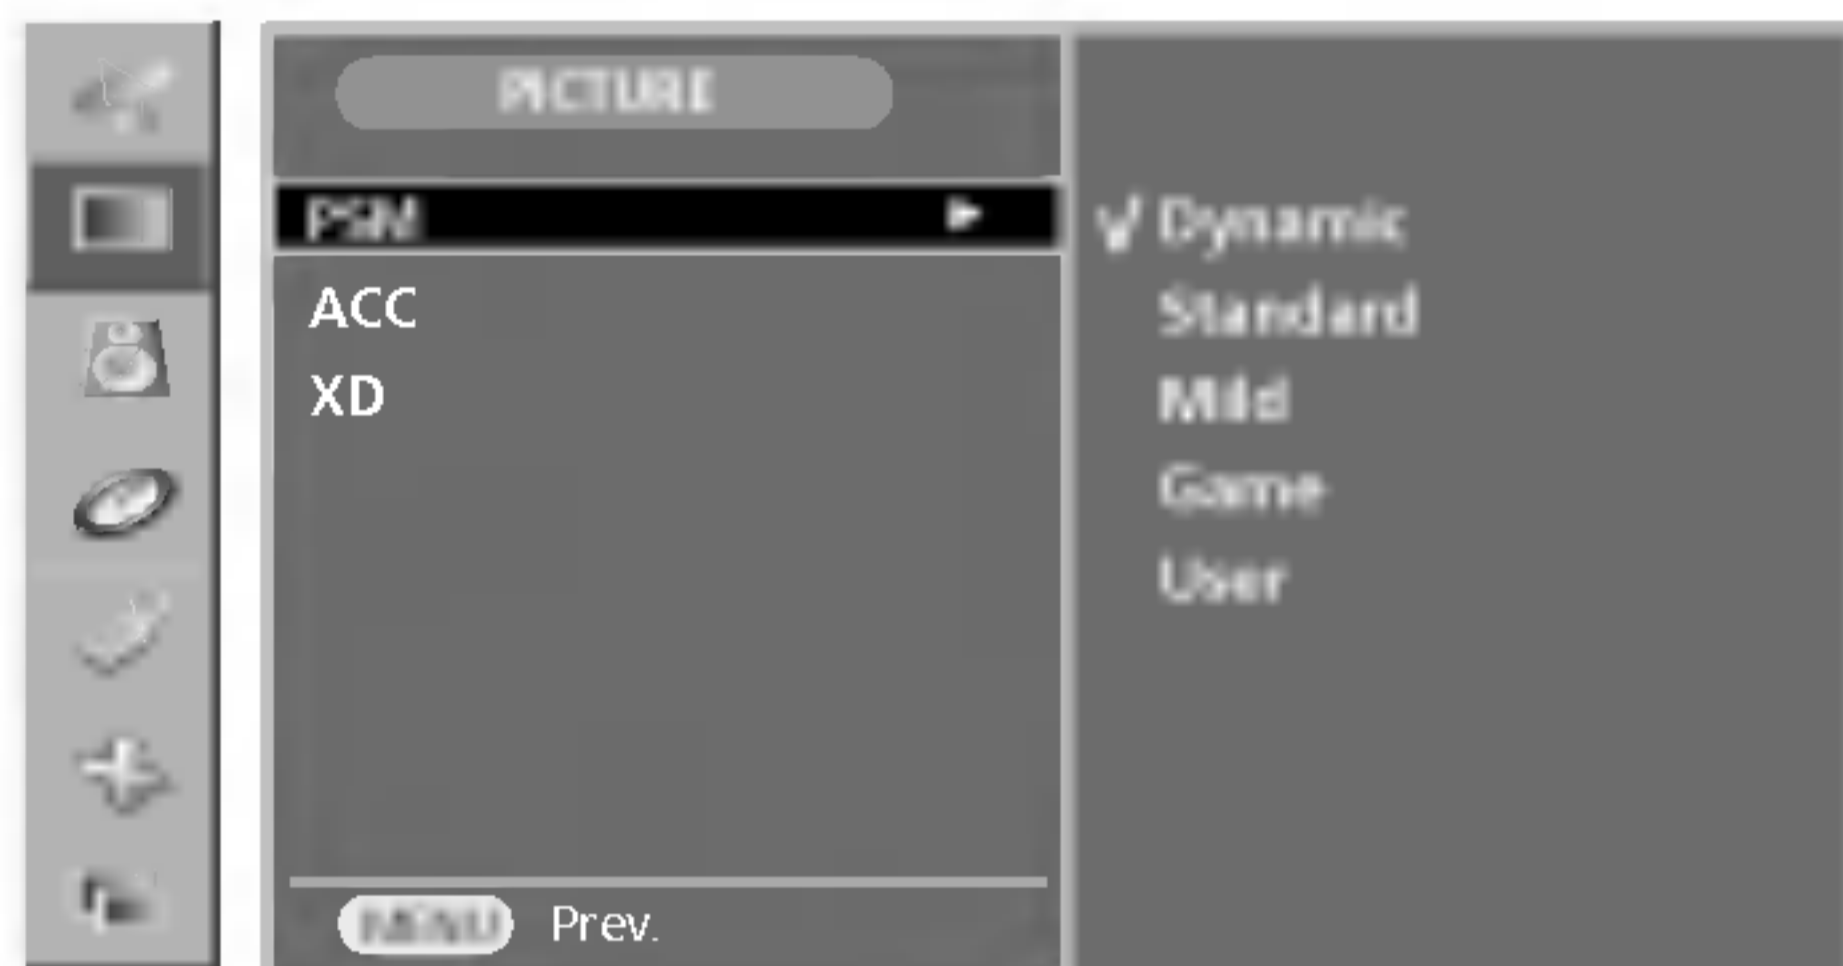 PICTURE
PSM
ACC
XD
MENU Prev.
Dynamic
Standard
Mild
Game
User